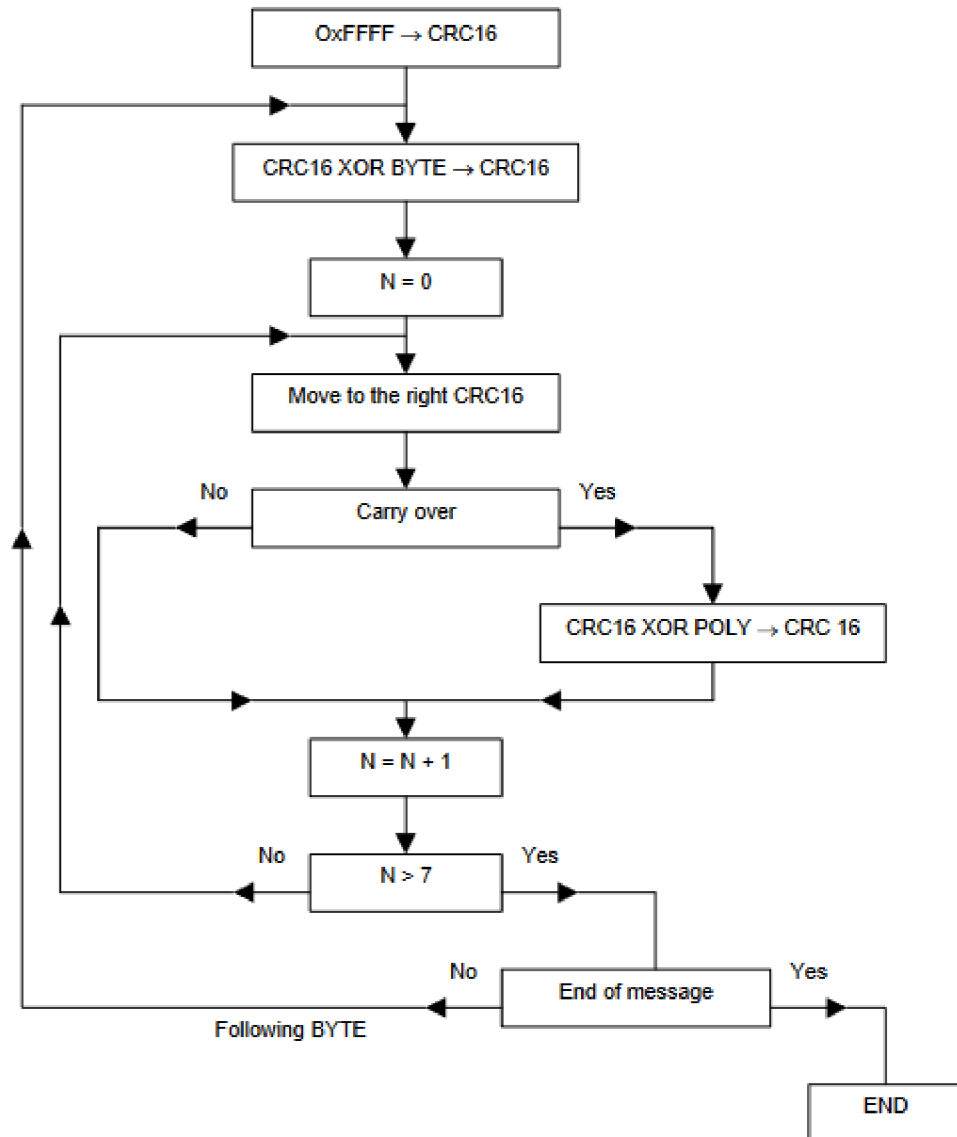 OxFFFF → CRC16
CRC16 XOR BYTE → CRC16
N = 0
Move to the right CRC16
No
Yes
Carry over
CRC16 XOR POLY → CRC 16
N = N + 1
No
Yes
N > 7
No
Yes
End of message
Following BYTE
END